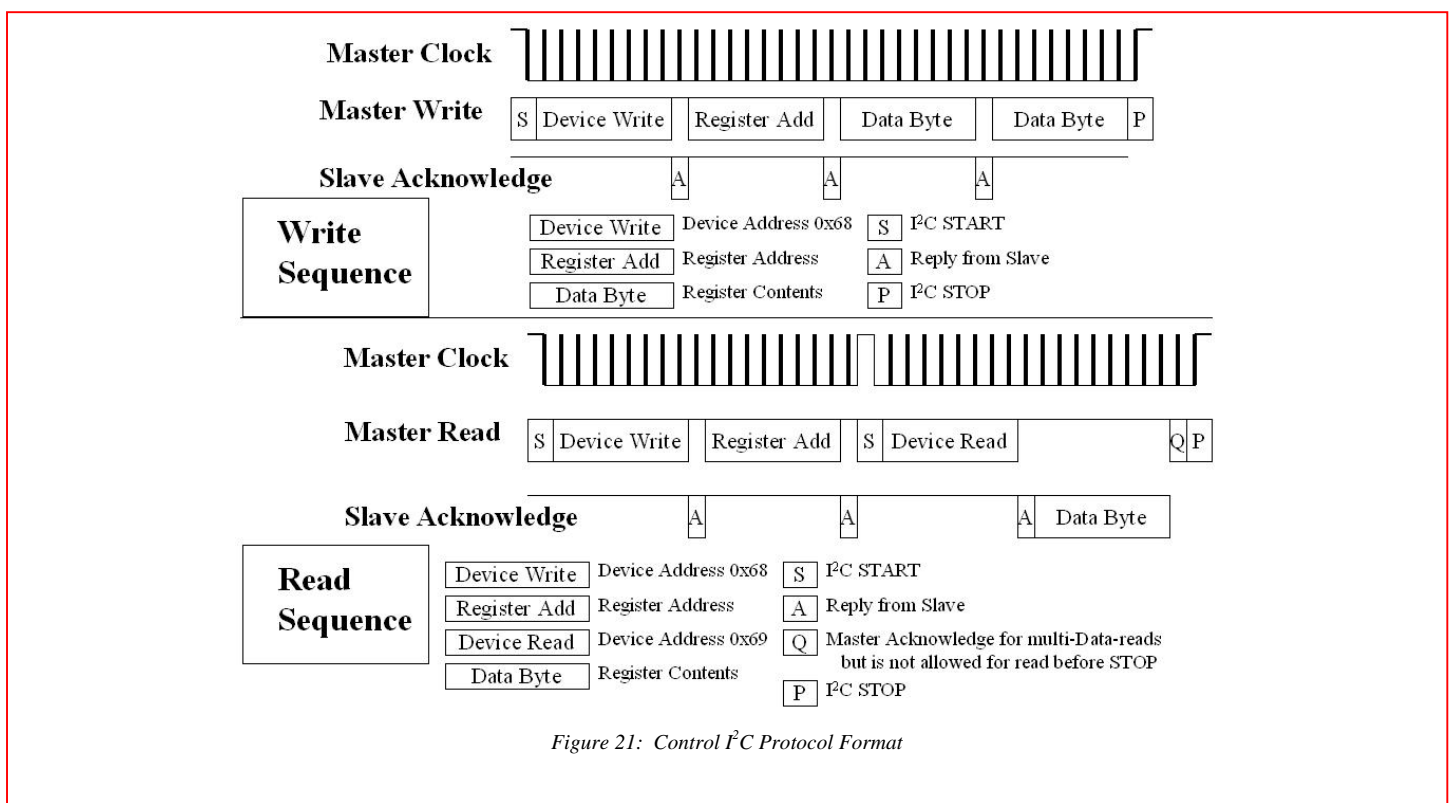 Master Clock
Master Write
S Device Write Register Add Data Byte Data Byte P
Slave Acknowledge
A A A
Write
Sequence
Device Write Device Address 0x68 S I²C START
Register Add Register Address A Reply from Slave
Data Byte Register Contents P I²C STOP
Master Clock
Master Read
S Device Write Register Add S Device Read Q P
Slave Acknowledge
A A A Data Byte
Read
Sequence
Device Write Device Address 0x68 S I²C START
Register Add Register Address A Reply from Slave
Device Read Device Address 0x69 Q Master Acknowledge for multi-Data-reads
but is not allowed for read before STOP
Data Byte Register Contents
P I²C STOP
Figure 21: Control I²C Protocol Format